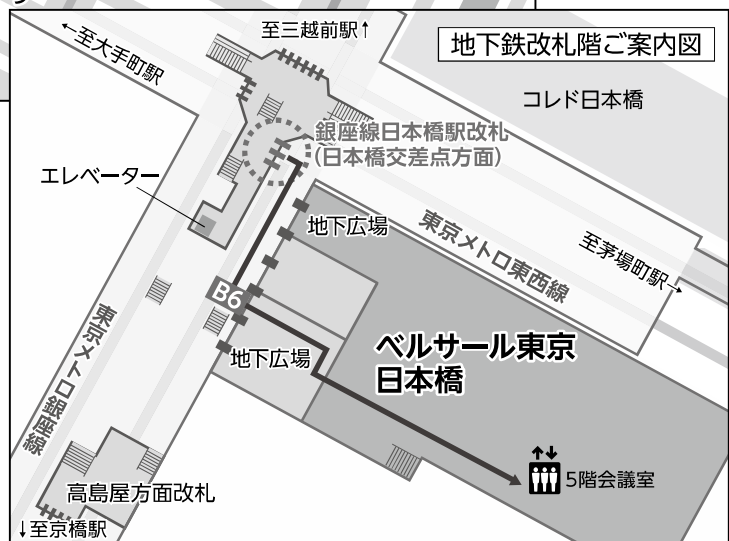 至三越前駅↑
←至大手町駅
地下鉄改札階ご案内図
コレド日本橋
銀座線日本橋駅改札
(日本橋交差点方面)
エレベーター
地下広場
東京メトロ東西線
至茅場町駅→
B6
東京メトロ銀座線
地下広場
ベルサール東京
日本橋
5階会議室
高島屋方面改札
↓至京橋駅